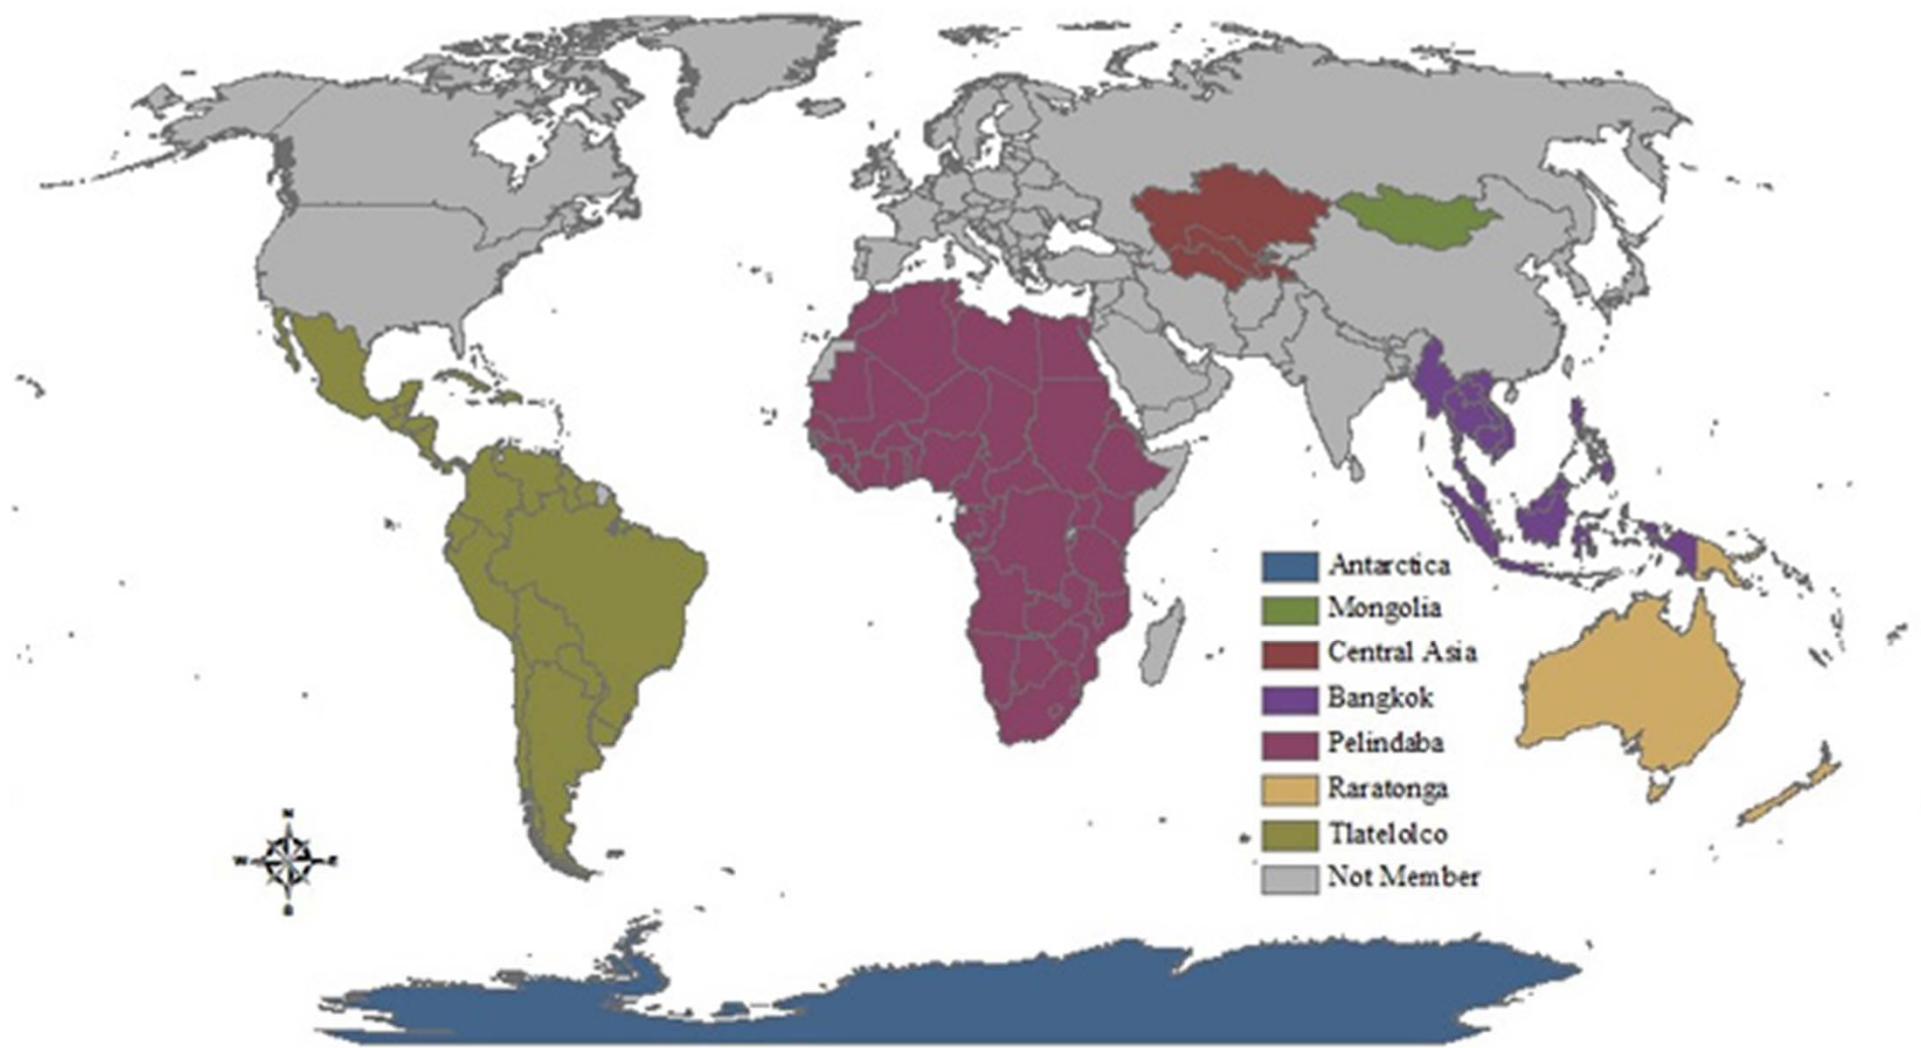 Antarctica
Mongolia
Central Asia
Bangkok
Pelindaba
Raratonga
Tlatelolco
Not Member
N
W E
S